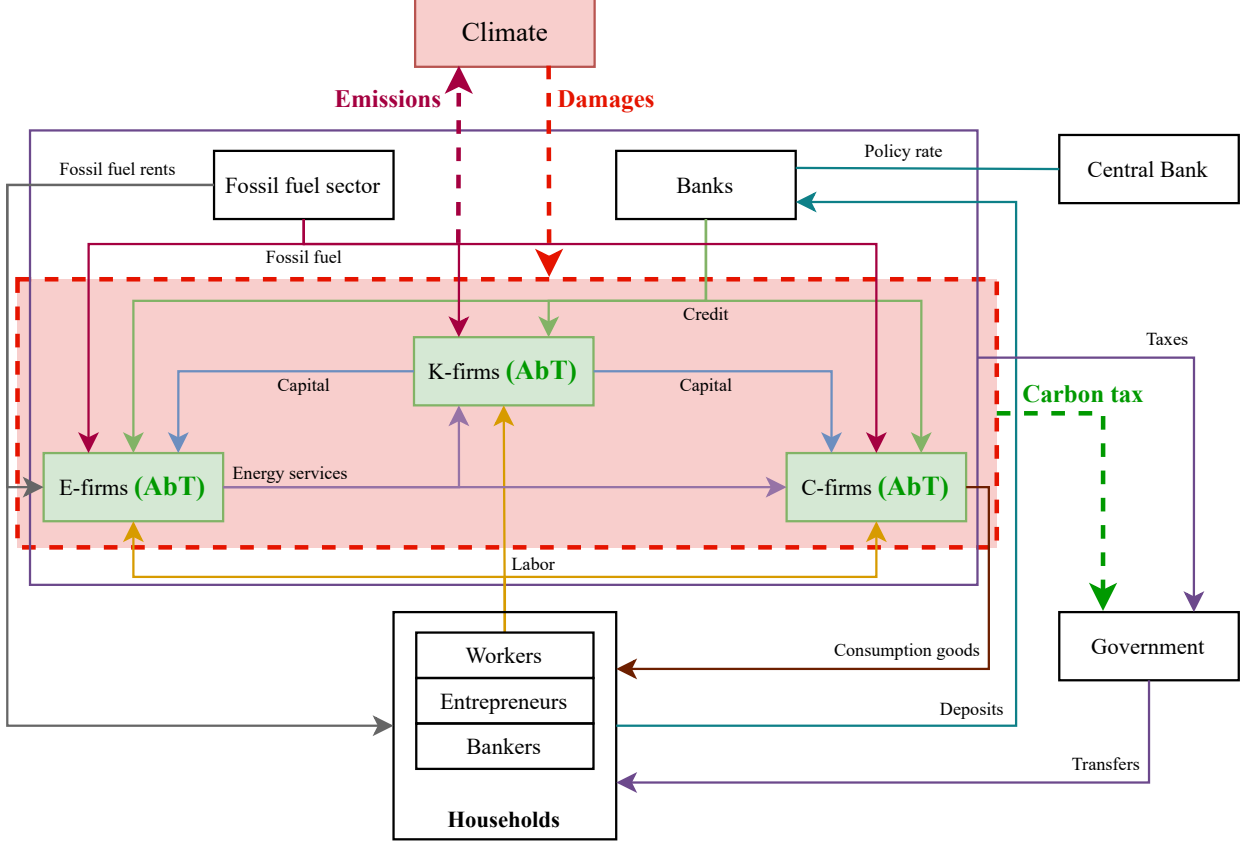 Climate
Emissions
Damages
Fossil fuel rents
Fossil fuel sector
Banks
Policy rate
Central Bank
Fossil fuel
Credit
Taxes
K-firms (AbT)
Capital
Capital
Carbon tax
E-firms (AbT)
Energy services
C-firms (AbT)
Labor
Workers
Consumption goods
Government
Entrepreneurs
Deposits
Bankers
Transfers
Households